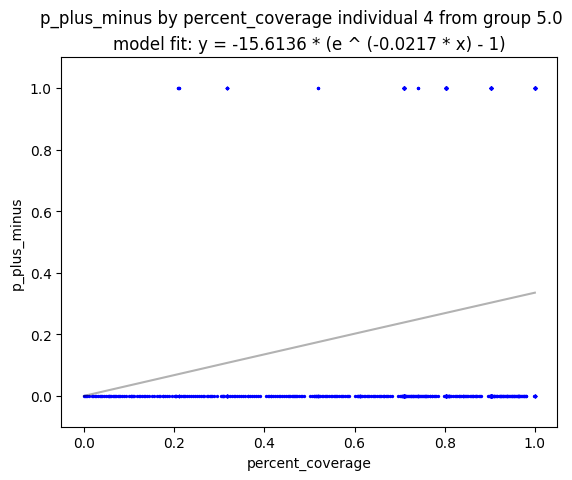 p_plus_minus by percent_coverage individual 4 from group 5.0
model fit: y = -15.6136 * (e ^ (-0.0217 * x) - 1)
1.0
0.8
0.6
0.4
0.2
0.0
p_plus_minus
0.0 0.2 0.4 0.6 0.8 1.0
percent_coverage